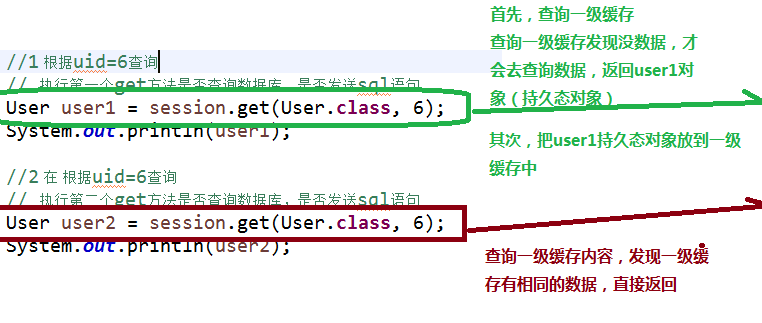 //1 根据uid=6查询
// 执行第一个get方法是否查询数据库，是否发送sql语句
User user1 = session.get(User.class, 6);
System.out.println(user1);
//2 在 根据uid=6查询
// 执行第二个get方法是否查询数据库，是否发送sql语句
User user2 = session.get(User.class, 6);
System.out.println(user2);
首先，查询一级缓存
查询一级缓存发现没数据，才
会去查询数据，返回user1对
象（持久态对象）
其次，把user1持久态对象放到一级
缓存中
查询一级缓存内容，发现一级缓
存有相同的数据，直接返回